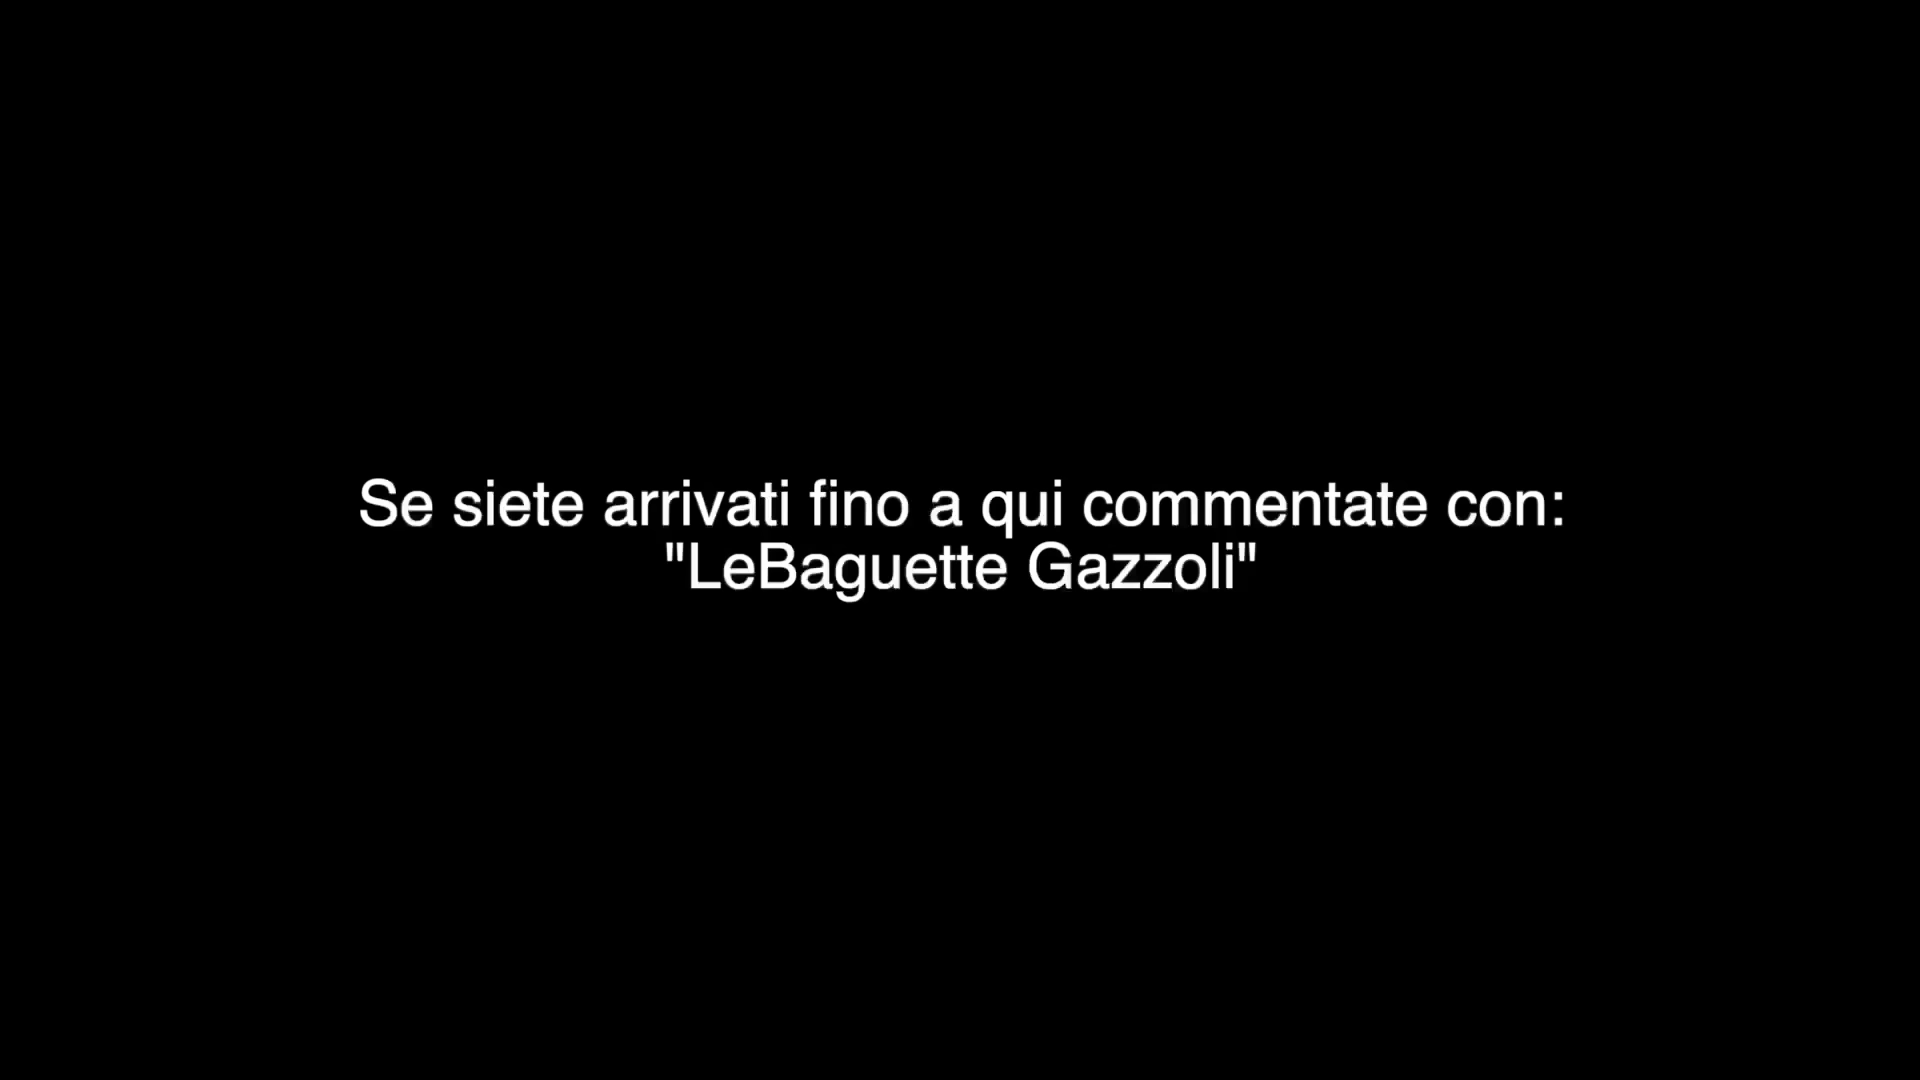 Se siete arrivati fino a qui commentate con:
"LeBaguette Gazzoli"